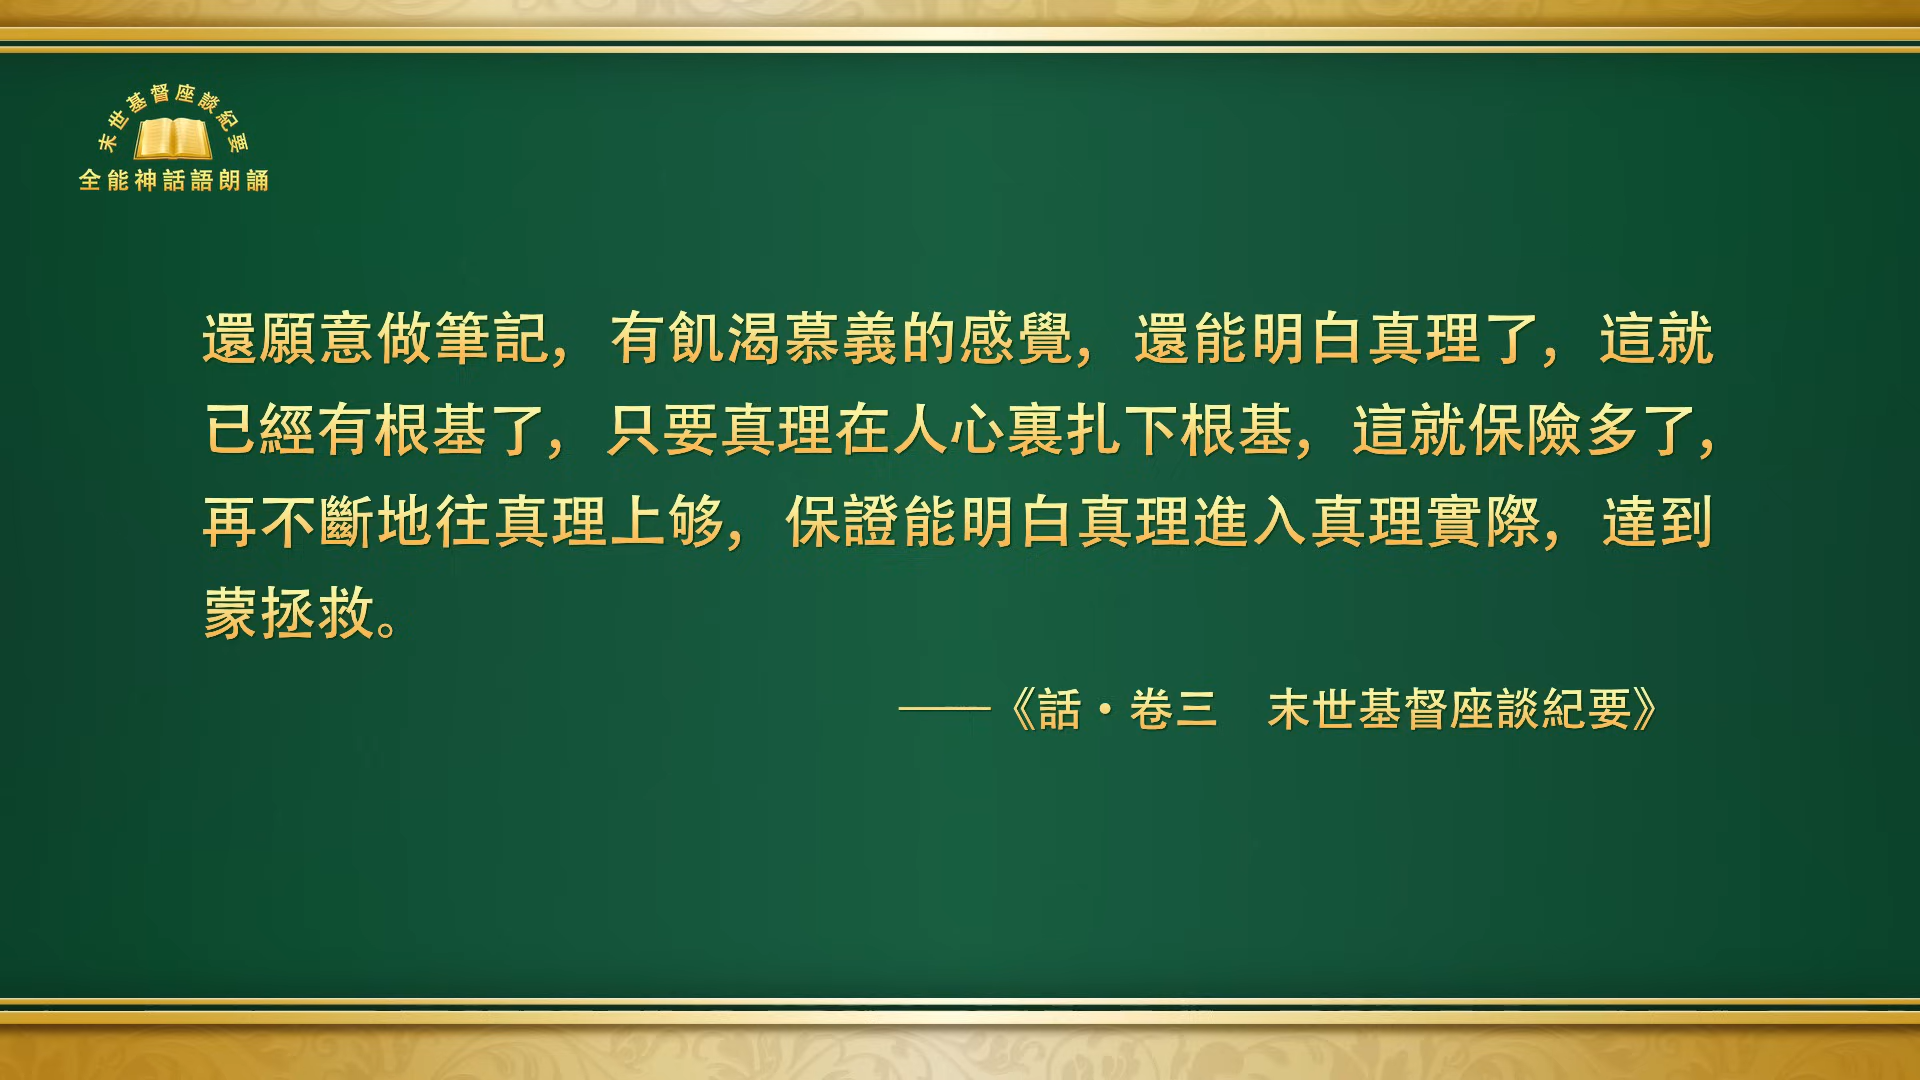 末世基督座談紀要
全能神話語朗誦
還願意做筆記，有飢渴慕義的感覺，還能明白真理了，這就
已經有根基了，只要真理在人心裏扎下根基，這就保險多了，
再不斷地往真理上够，保證能明白真理進入真理實際，達到
蒙拯救。
——《話・卷三　末世基督座談紀要》